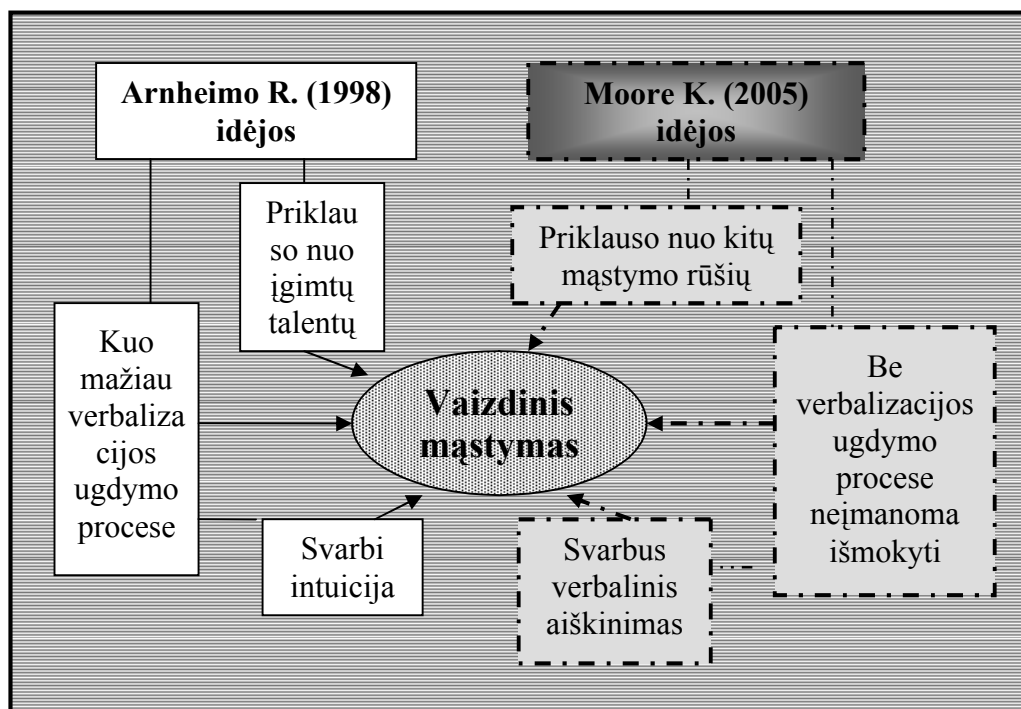 Arnheimo R. (1998)
idėjos
Moore K. (2005)
idėjos
Priklau
so nuo
įgimtų
talentų
Priklauso nuo kitų
mąstymo rūšių
Kuo
mažiau
verbaliza
cijos
ugdymo
procese
Vaizdinis
mąstymas
Be
verbalizacijos
ugdymo
procese
neįmanoma
išmokyti
Svarbi
intuicija
Svarbus
verbalinis
aiškinimas